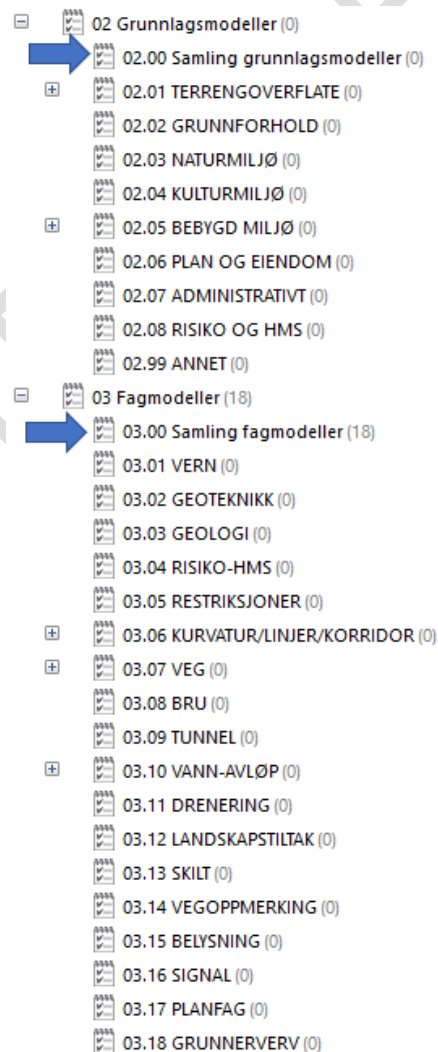 02 Grunnlagsmodeller (0)
02.00 Samling grunnlagsmodeller (0)
02.01 TERRENGOVERFLATE (0)
02.02 GRUNNFORHOLD (0)
02.03 NATURMILJØ (0)
02.04 KULTURMILJØ (0)
02.05 BEBYGD MILJØ (0)
02.06 PLAN OG EIENDOM (0)
02.07 ADMINISTRATIVT (0)
02.08 RISIKO OG HMS (0)
02.99 ANNET (0)
03 Fagmodeller (18)
03.00 Samling fagmodeller (18)
03.01 VERN (0)
03.02 GEOTEKNIKK (0)
03.03 GEOLOGI (0)
03.04 RISIKO-HMS (0)
03.05 RESTRIKSJONER (0)
03.06 KURVATUR/LINJER/KORRIDOR (0)
03.07 VEG (0)
03.08 BRU (0)
03.09 TUNNEL (0)
03.10 VANN-AVLØP (0)
03.11 DRENERING (0)
03.12 LANDSKAPSTILTAK (0)
03.13 SKILT (0)
03.14 VEGOPPMERKING (0)
03.15 BELYSNING (0)
03.16 SIGNAL (0)
03.17 PLANFAG (0)
03.18 GRUNNERVERV (0)